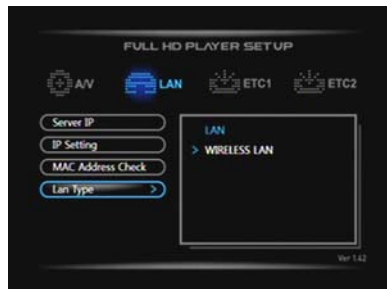 FULL HD PLAYER SETUP
A/V LAN ETC1 ETC2
Server IP
IP Setting
MAC Address Check
Lan Type >
LAN
> WIRELESS LAN
Ver 1.42